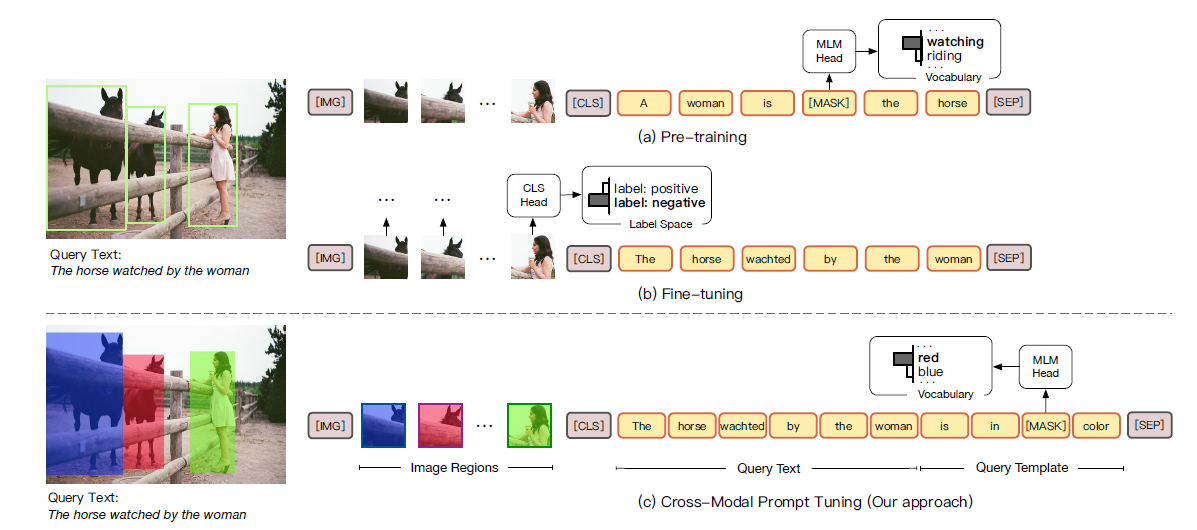 MLM
Head
. . .
watching
riding
Vocabulary
[IMG]
...
[CLS]
A
woman
is
[MASK]
the
horse
[SEP]
(a) Pre-training
Query Text:
The horse watched by the woman
...
...
CLS
Head
label: positive
label: negative
Label Space
[IMG]
...
[CLS]
The
horse
wachted
by
the
woman
[SEP]
(b) Fine-tuning
. . .
red
blue
. . .
Vocabulary
MLM
Head
[IMG]
...
[CLS]
The
horse
wachted
by
the
woman
is
in
[MASK]
color
[SEP]
Image Regions
Query Text
Query Template
Query Text:
The horse watched by the woman
(c) Cross-Modal Prompt Tuning (Our approach)